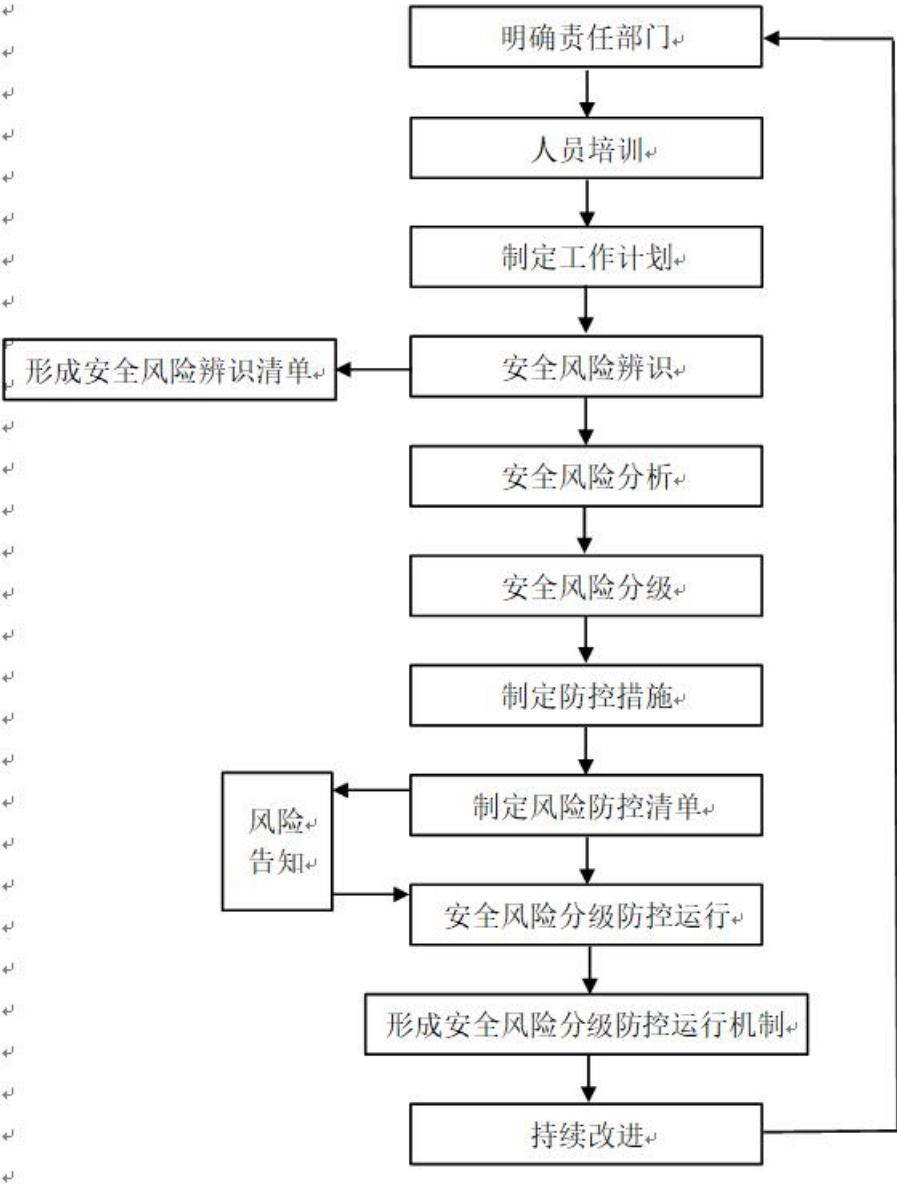 明确责任部门
人员培训
制定工作计划
形成安全风险辨识清单
安全风险辨识
安全风险分析
安全风险分级
制定防控措施
制定风险防控清单
风险
告知
安全风险分级防控运行
形成安全风险分级防控运行机制
持续改进